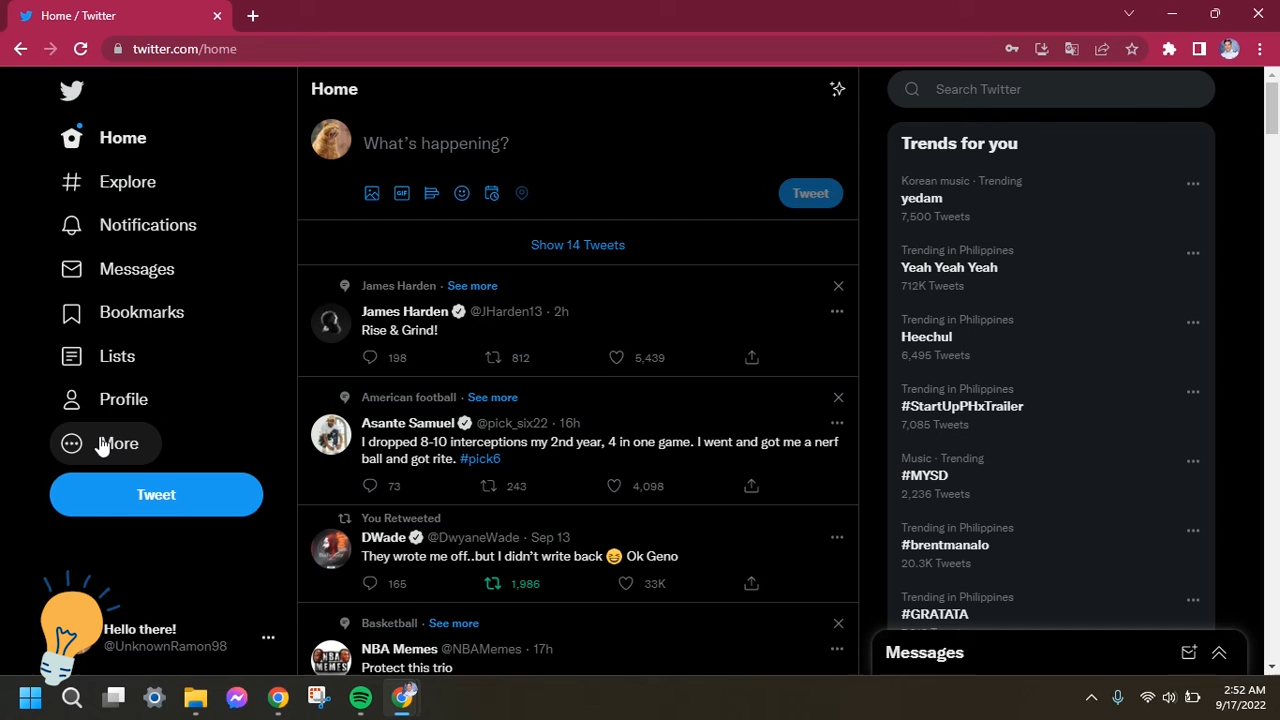 Home / Twitter
twitter.com/home
Home
Explore
Notifications
Messages
Bookmarks
Lists
Profile
More
Tweet
Hello there!
@UnknownRamon98
Home
What's happening?
GIF
Tweet
Show 14 Tweets
James Harden · See more
James Harden @JHarden13 · 2h
Rise & Grind!
198 812 5,439
American football · See more
Asante Samuel @pick_six22 · 16h
I dropped 8-10 interceptions my 2nd year, 4 in one game. I went and got me a nerf
ball and got rite. #pick6
73 243 4,098
You Retweeted
DWade @DwyaneWade · Sep 13
They wrote me off..but I didn't write back 😆 Ok Geno
165 1,986 33K
Basketball · See more
NBA Memes @NBAMemes · 17h
Protect this trio
Search Twitter
Trends for you
Korean music · Trending
yedam
7,500 Tweets
Trending in Philippines
Yeah Yeah Yeah
712K Tweets
Trending in Philippines
Heechul
6,495 Tweets
Trending in Philippines
#StartUpPHxTrailer
7,085 Tweets
Music · Trending
#MYSD
2,236 Tweets
Trending in Philippines
#brentmanalo
20.3K Tweets
Trending in Philippines
#GRATATA
Messages
2:52 AM
9/17/2022